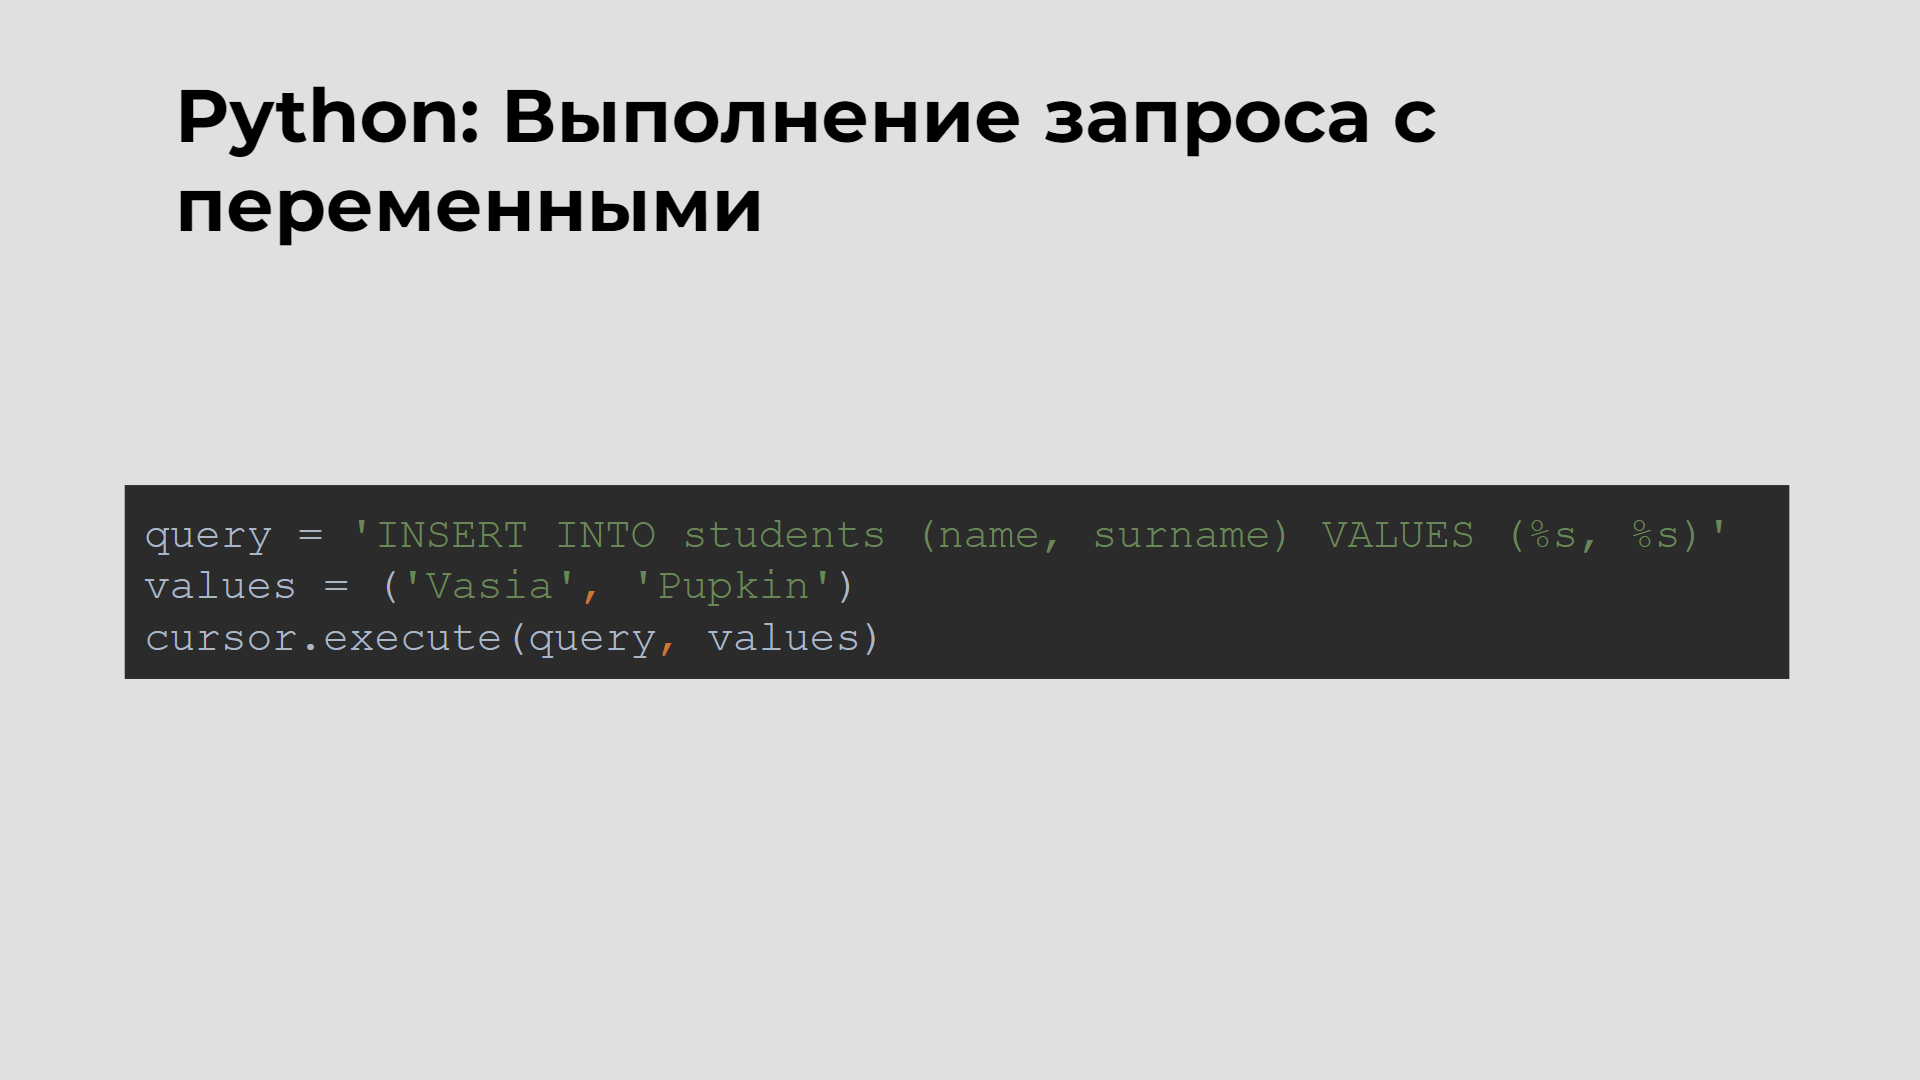 Python: Выполнение запроса с
переменными
query = 'INSERT INTO students (name, surname) VALUES (%s, %s)'
values = ('Vasia', 'Pupkin')
cursor.execute(query, values)